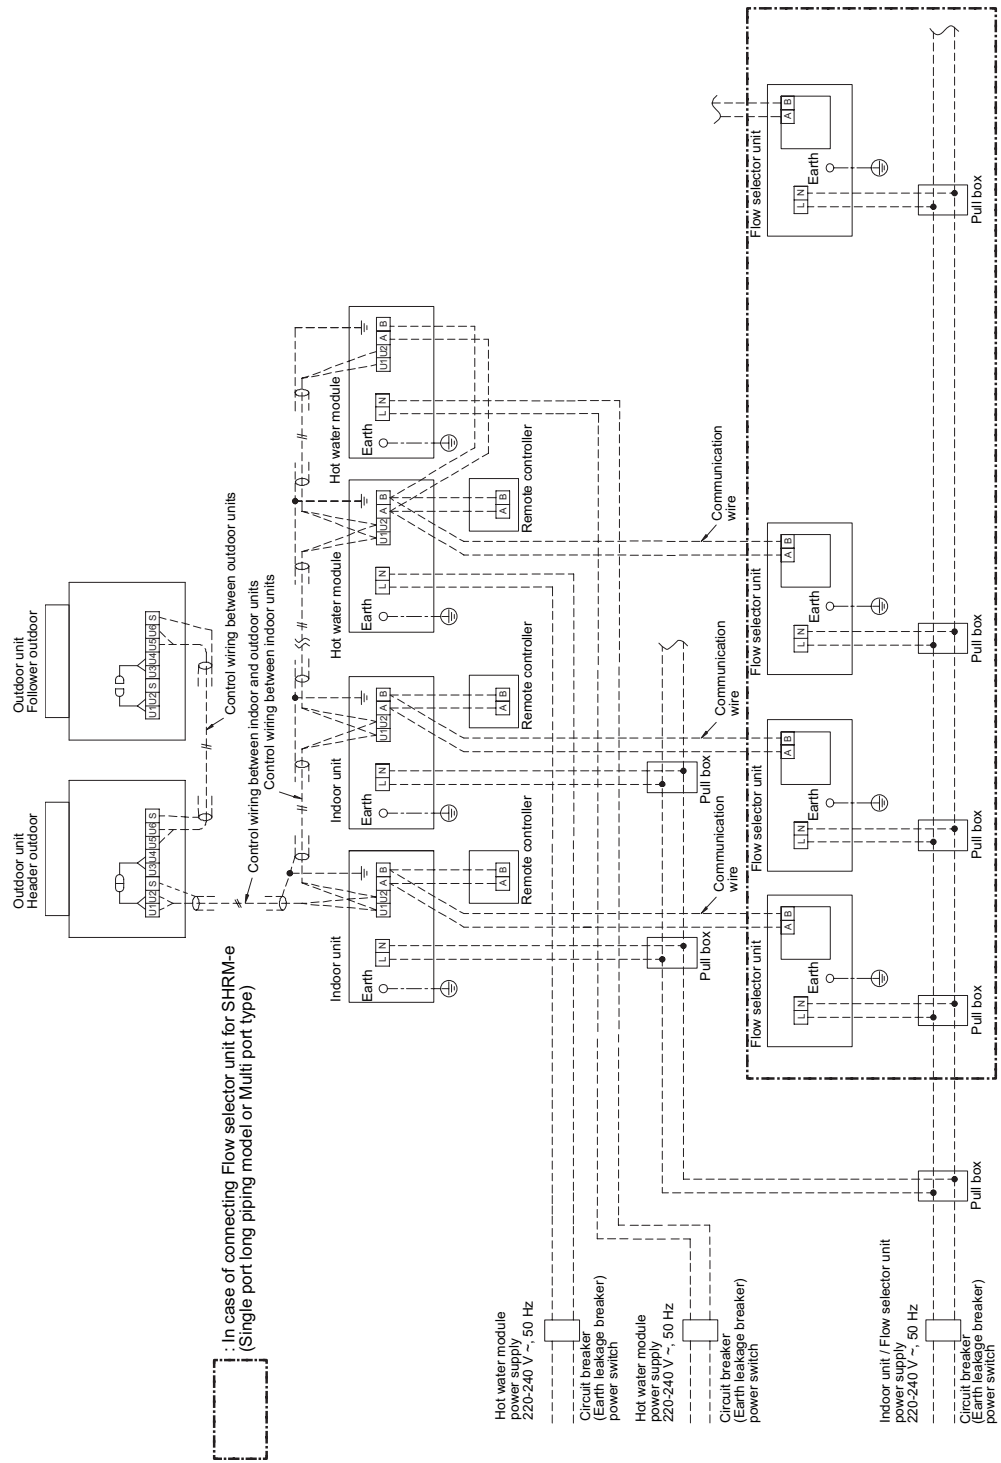 Outdoor unit
Header outdoor
U1 U2 S U3 U4 U5 U6 S
Outdoor unit
Follower outdoor
U1 U2 S U3 U4 U5 U6 S
: In case of connecting Flow selector unit for SHRM-e
(Single port long piping model or Multi port type)
Control wiring between outdoor units
Control wiring between indoor and outdoor units
Control wiring between indoor units
Indoor unit
Earth
L N
U1 U2 A B
Indoor unit
Earth
L N
U1 U2 A B
Hot water module
Earth
L N
U1 U2 A B
Hot water module
Earth
L N
U1 U2 A B
A B
Remote controller
A B
Remote controller
A B
Remote controller
Hot water module
power supply
220-240 V ~, 50 Hz
Circuit breaker
(Earth leakage breaker)
power switch
Hot water module
power supply
220-240 V ~, 50 Hz
Circuit breaker
(Earth leakage breaker)
power switch
Pull box
Pull box
Communication
wire
Communication
wire
Communication
wire
Flow selector unit
L N
Earth
A B
Flow selector unit
L N
Earth
A B
Flow selector unit
L N
Earth
A B
Flow selector unit
L N
Earth
A B
Indoor unit / Flow selector unit
power supply
220-240 V ~, 50 Hz
Circuit breaker
(Earth leakage breaker)
power switch
Pull box
Pull box
Pull box
Pull box
Pull box